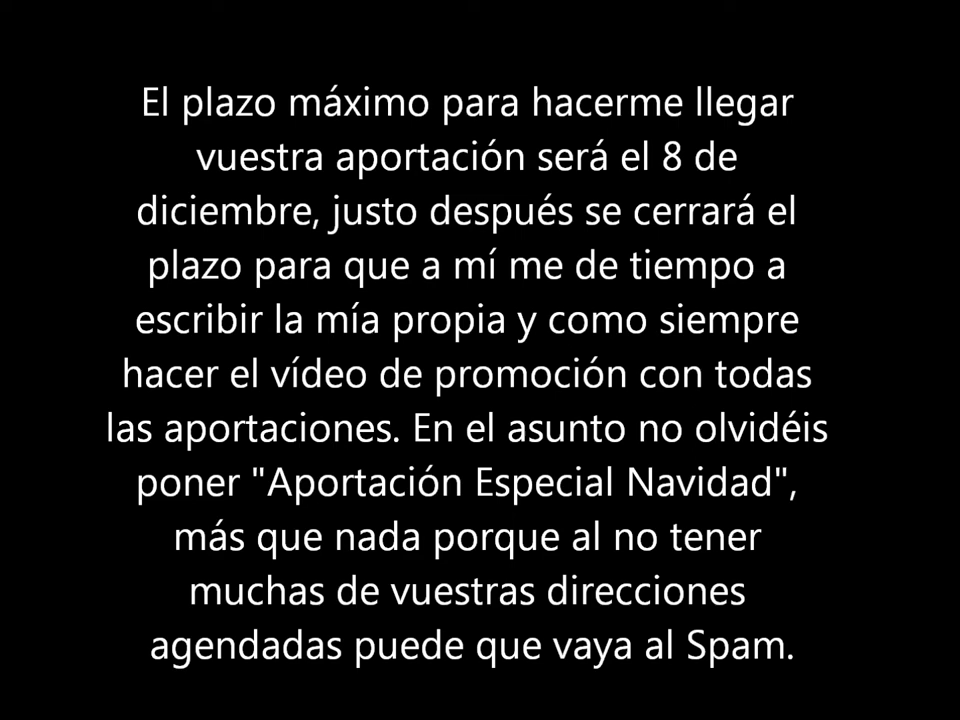 El plazo máximo para hacerme llegar
vuestra aportación será el 8 de
diciembre, justo después se cerrará el
plazo para que a mí me de tiempo a
escribir la mía propia y como siempre
hacer el vídeo de promoción con todas
las aportaciones. En el asunto no olvidéis
poner "Aportación Especial Navidad",
más que nada porque al no tener
muchas de vuestras direcciones
agendadas puede que vaya al Spam.